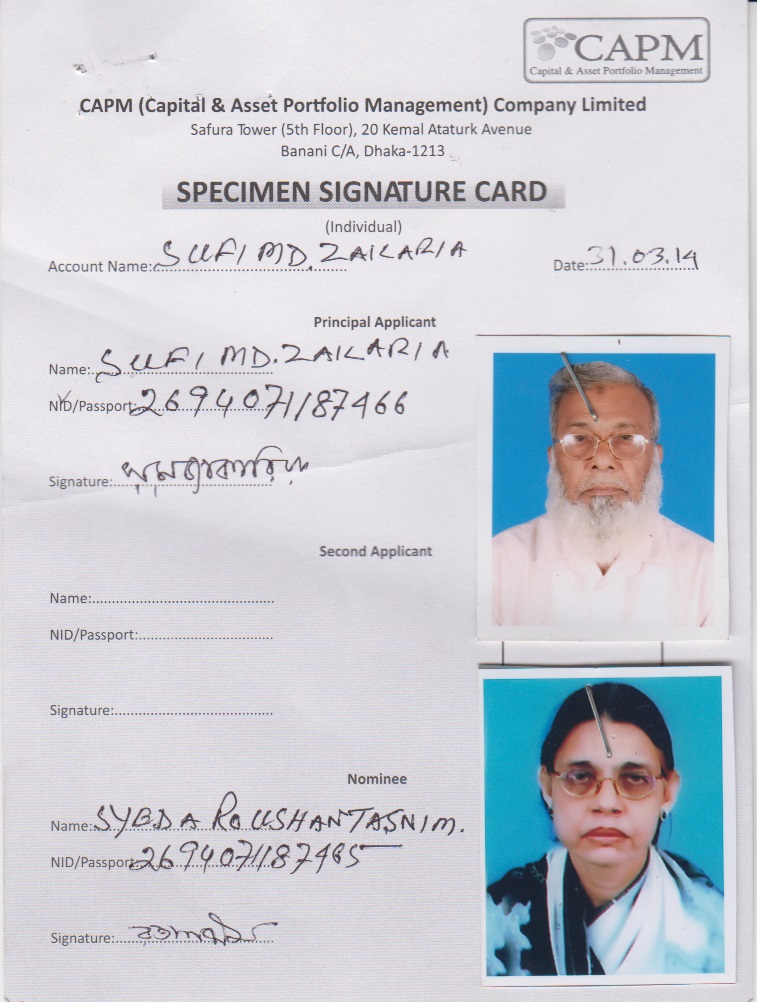 CAPM
Capital & Asset Portfolio Management
CAPM (Capital & Asset Portfolio Management) Company Limited
Safura Tower (5th Floor), 20 Kemal Ataturk Avenue
Banani C/A, Dhaka-1213
SPECIMEN SIGNATURE CARD
(Individual)
Account Name: SUFI MD. ZAKARIA Date: 31.03.14
Principal Applicant
Name: SUFI MD. ZAKARIA
NID/Passport: 2694071187466
Signature:
Second Applicant
Name:
NID/Passport:
Signature:
Nominee
Name: SYEDA ROUSHAN TASNIM.
NID/Passport: 2694071187465
Signature: